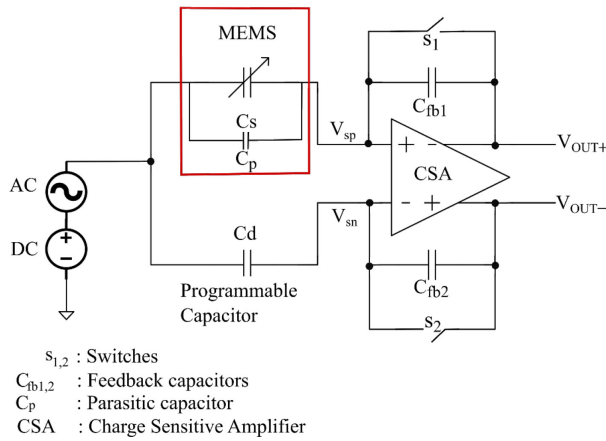 MEMS
s1
Cs
Cp
Cfb1
Vsp
+ −
VOUT+
CSA
AC
DC
+
−
Vsn
− +
VOUT−
Cd
Cfb2
Programmable
Capacitor
s2
s1,2 : Switches
Cfb1,2 : Feedback capacitors
Cp : Parasitic capacitor
CSA : Charge Sensitive Amplifier